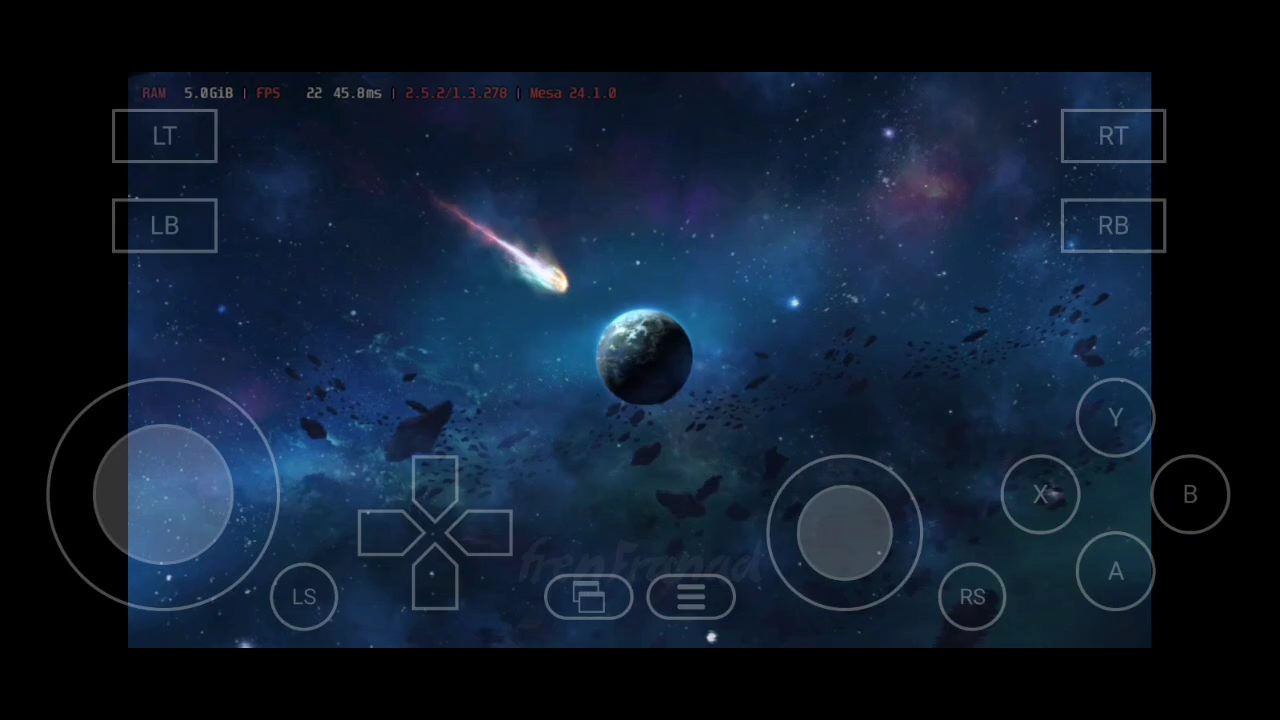 RAM 5.0GiB | FPS 22 45.8ms | 2.5.2/1.3.278 | Mesa 24.1.0
LT
RT
LB
RB
Y
X
B
A
LS
RS